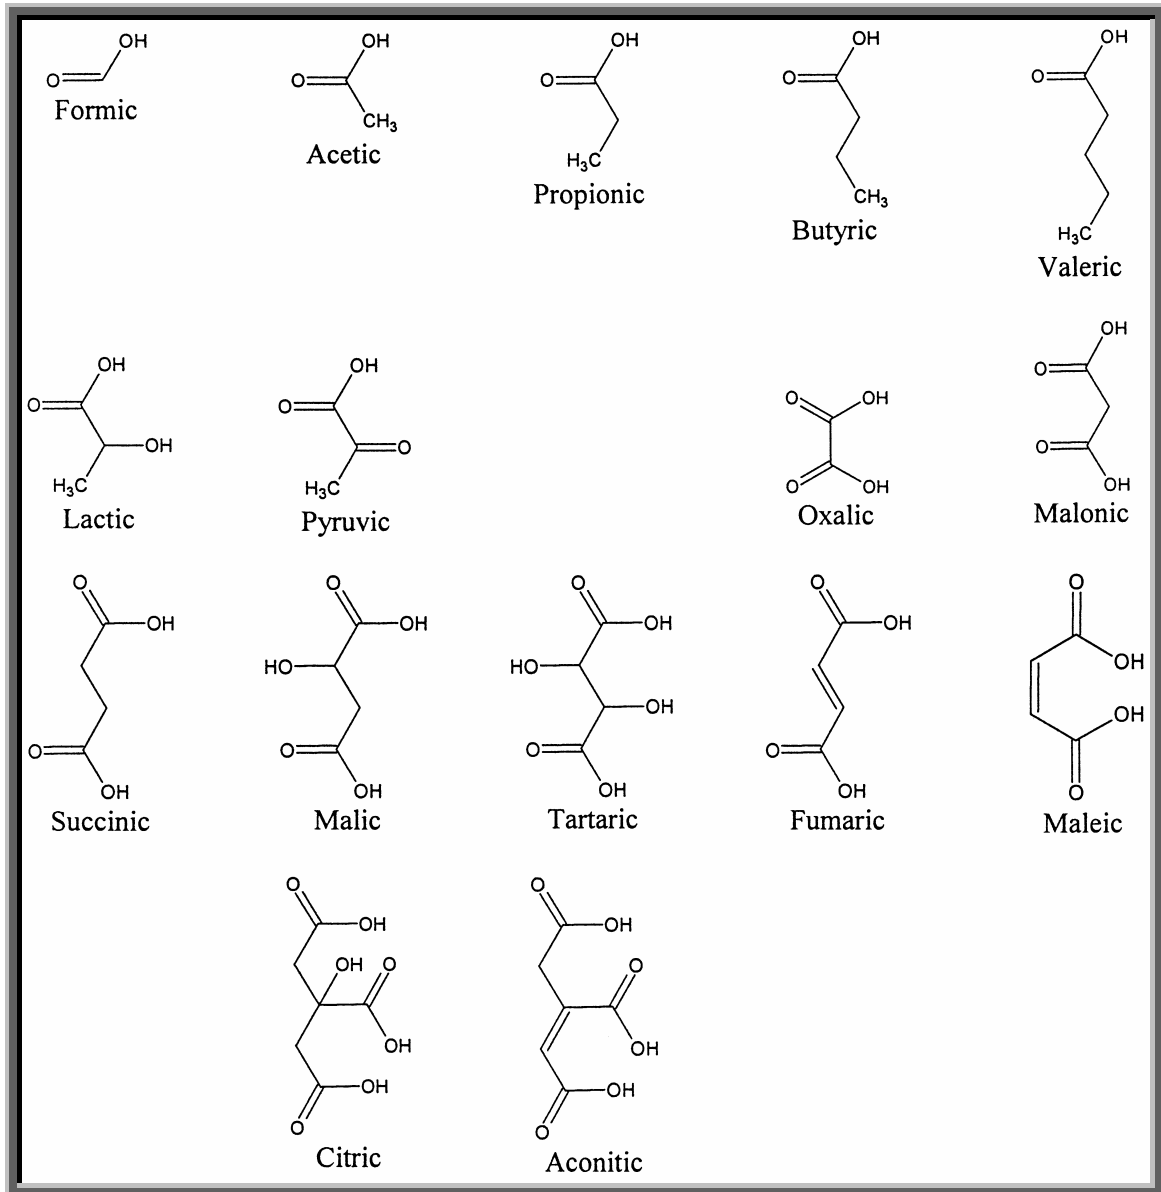 OH
O
Formic
OH
O
CH3
Acetic
OH
O
H3C
Propionic
OH
O
CH3
Butyric
OH
O
H3C
Valeric
OH
O
OH
H3C
Lactic
OH
O
O
H3C
Pyruvic
O
OH
O
OH
Oxalic
OH
O
O
OH
Malonic
O
OH
O
OH
Succinic
O
OH
HO
O
OH
Malic
O
OH
HO
OH
O
OH
Tartaric
O
OH
O
OH
Fumaric
O
OH
OH
O
Maleic
O
OH
OH
O
OH
OH
O
Citric
O
OH
O
OH
OH
O
Aconitic